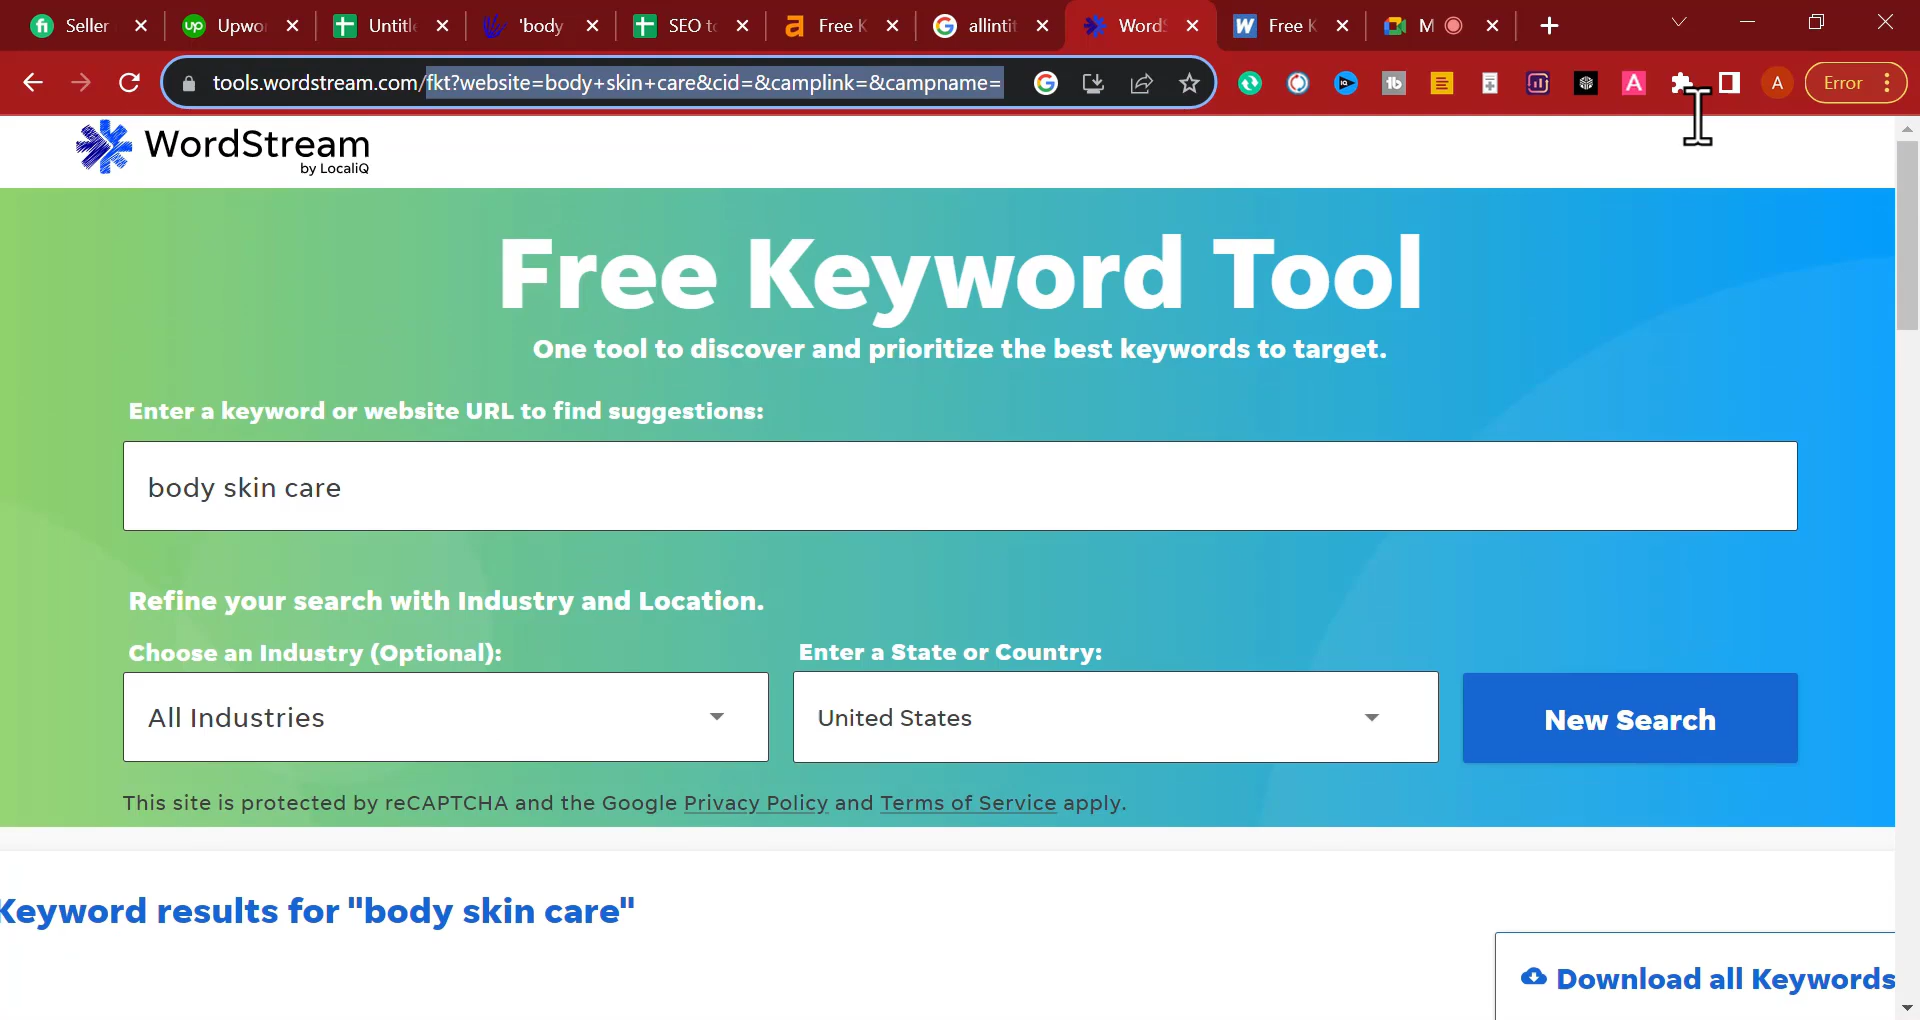 Seller
Upwo
Untitl
'body
SEO t
Free K
allintit
Word
Free K
M
tools.wordstream.com/fkt?website=body+skin+care&cid=&camplink=&campname=
Error
WordStream
by LocaliQ
Free Keyword Tool
One tool to discover and prioritize the best keywords to target.
Enter a keyword or website URL to find suggestions:
body skin care
Refine your search with Industry and Location.
Choose an Industry (Optional):
Enter a State or Country:
All Industries
United States
New Search
This site is protected by reCAPTCHA and the Google Privacy Policy and Terms of Service apply.
Keyword results for "body skin care"
Download all Keywords